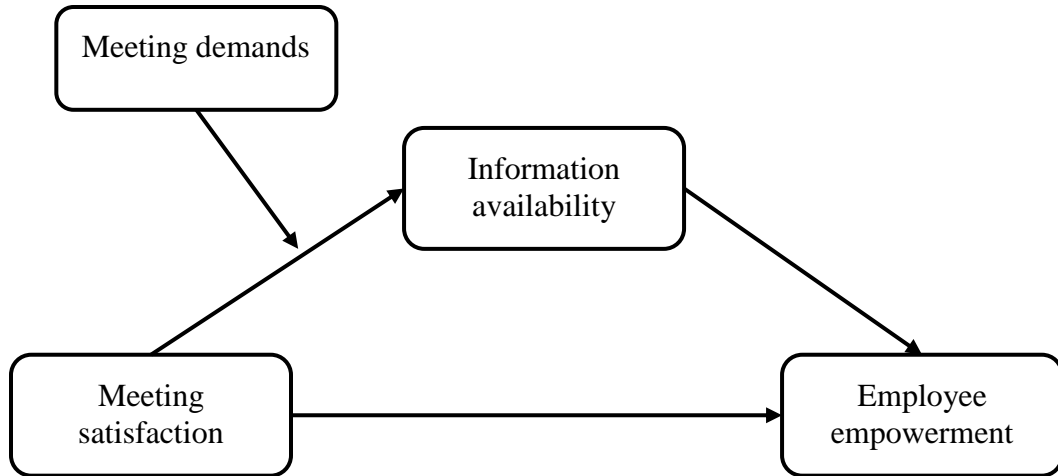 Meeting demands
Information
availability
Meeting
satisfaction
Employee
empowerment